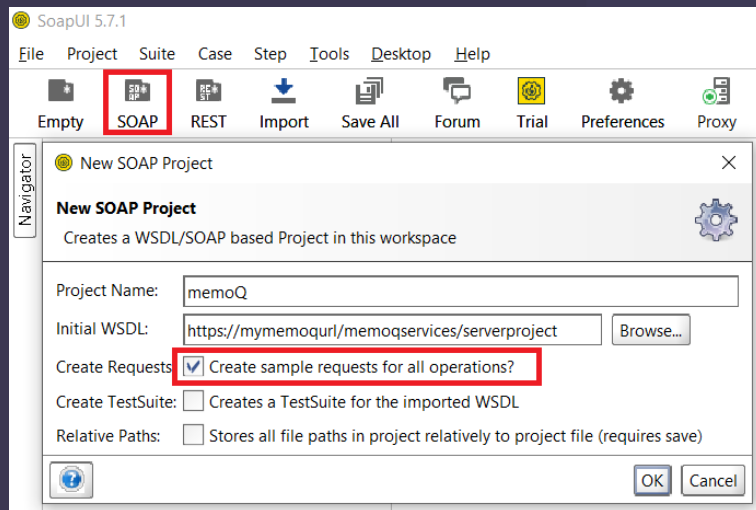 SoapUI 5.7.1
File Project Suite Case Step Tools Desktop Help
Empty SOAP REST Import Save All Forum Trial Preferences Proxy
Navigator
New SOAP Project
New SOAP Project
Creates a WSDL/SOAP based Project in this workspace
Project Name: memoQ
Initial WSDL: https://mymemoqurl/memoqservices/serverproject Browse...
Create Requests Create sample requests for all operations?
Create TestSuite: Creates a TestSuite for the imported WSDL
Relative Paths: Stores all file paths in project relatively to project file (requires save)
? OK Cancel